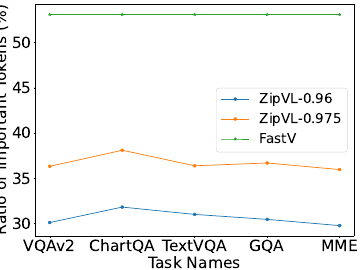 Ratio of Important Tokens (%)
50
45
40
35
30
ZipVL-0.96
ZipVL-0.975
FastV
VQAv2 ChartQA TextVQA GQA MME
Task Names